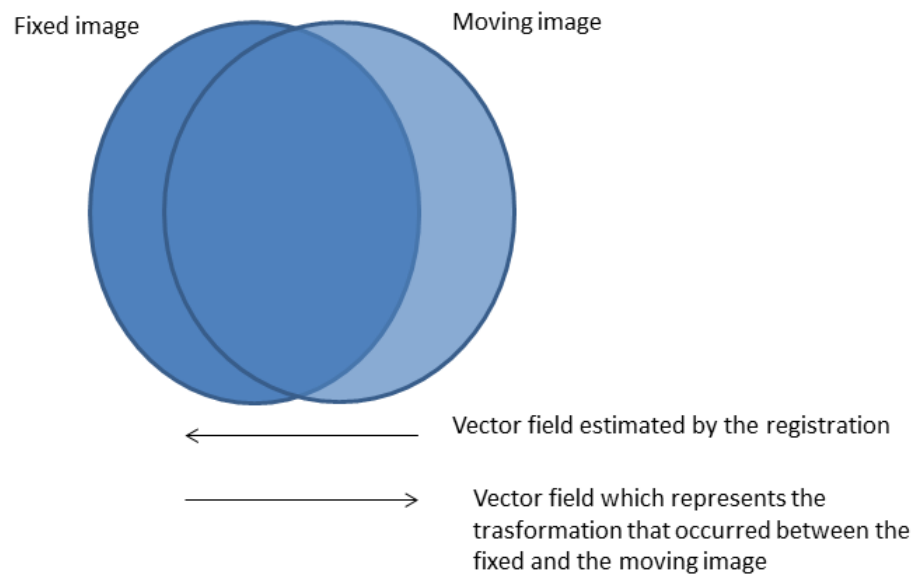 Fixed image
Moving image
Vector field estimated by the registration
Vector field which represents the
trasformation that occurred between the
fixed and the moving image